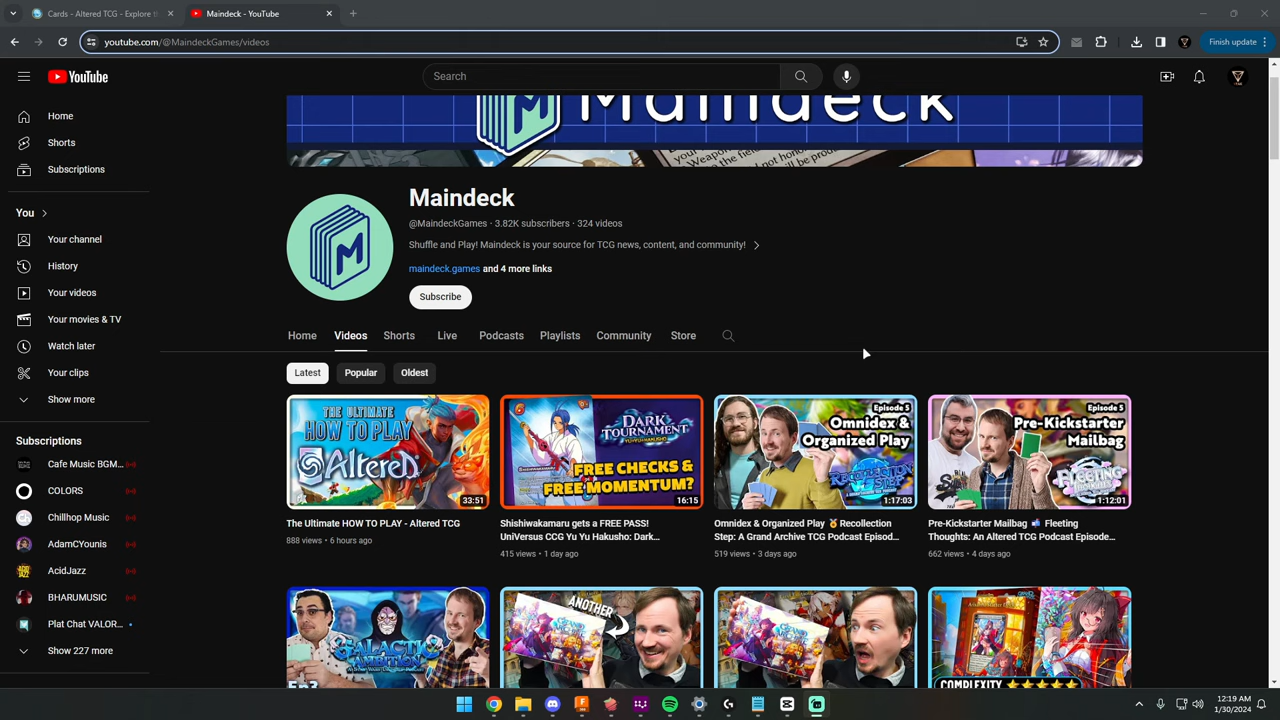 Cards - Altered TCG - Explore t
Maindeck - YouTube
youtube.com/@MaindeckGames/videos
Finish update
YouTube
Search
Home
Shorts
Subscriptions
You
Your channel
History
Your videos
Your movies & TV
Watch later
Your clips
Show more
Subscriptions
Cafe Music BGM...
COLORS
Chillhop Music
AdamCYounis
AcidJazz
BHARUMUSIC
Plat Chat VALOR...
Show 227 more
Maindeck
Maindeck
@MaindeckGames · 3.82K subscribers · 324 videos
Shuffle and Play! Maindeck is your source for TCG news, content, and community!
maindeck.games and 4 more links
Subscribe
Home Videos Shorts Live Podcasts Playlists Community Store
Latest Popular Oldest
THE ULTIMATE
HOW TO PLAY
ALTERED
33:51
The Ultimate HOW TO PLAY - Altered TCG
888 views • 6 hours ago
DARK
TOURNAMENT
FREE CHECKS &
FREE MOMENTUM?
16:15
Shishiwakamaru gets a FREE PASS!
UniVersus CCG Yu Yu Hakusho: Dark...
415 views • 1 day ago
Episode 5
Omnidex &
Organized Play
RECOLLECTION
STEP
1:17:03
Omnidex & Organized Play 🏅 Recollection
Step: A Grand Archive TCG Podcast Episod...
519 views • 3 days ago
Episode 5
Pre-Kickstarter
Mailbag
FLEETING
1:12:01
Pre-Kickstarter Mailbag 📬 Fleeting
Thoughts: An Altered TCG Podcast Episode...
662 views • 4 days ago
GALACTIC
AMBITION
Ep3
ANOTHER
COMPLEXITY
12:19 AM
1/30/2024